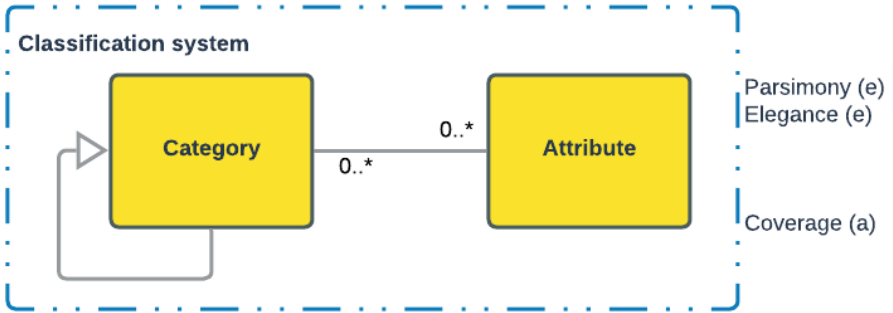 Classification system
Parsimony (e)
Elegance (e)
Category
0..*
0..*
Attribute
Coverage (a)